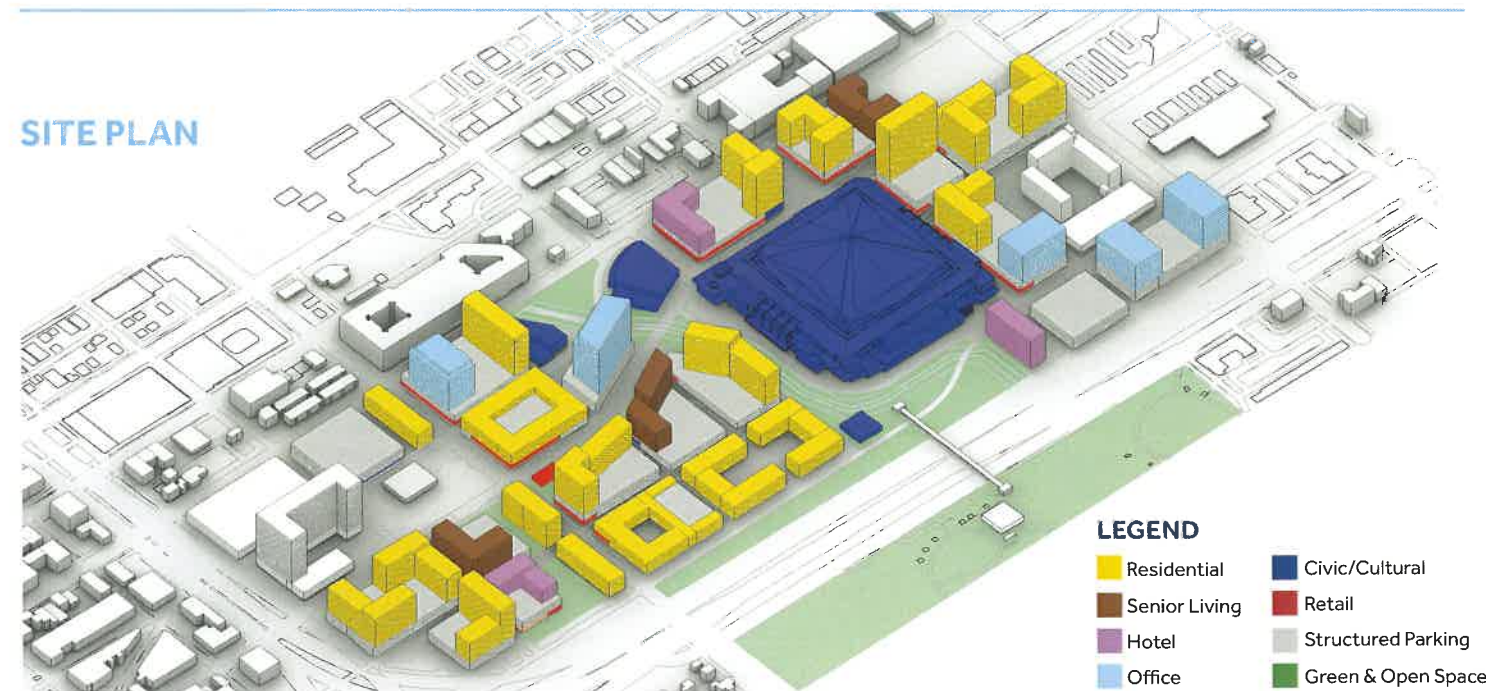 SITE PLAN
LEGEND
Residential
Senior Living
Hotel
Office
Civic/Cultural
Retail
Structured Parking
Green & Open Space